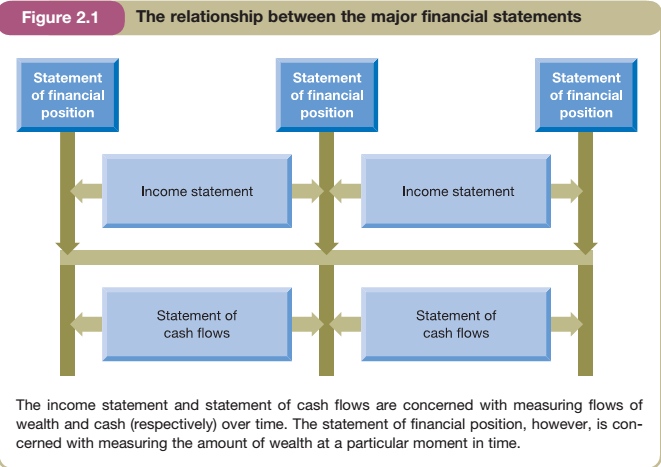 Figure 2.1 The relationship between the major financial statements
Statement
of financial
position
Statement
of financial
position
Statement
of financial
position
Income statement
Income statement
Statement of
cash flows
Statement of
cash flows
The income statement and statement of cash flows are concerned with measuring flows of
wealth and cash (respectively) over time. The statement of financial position, however, is con-
cerned with measuring the amount of wealth at a particular moment in time.